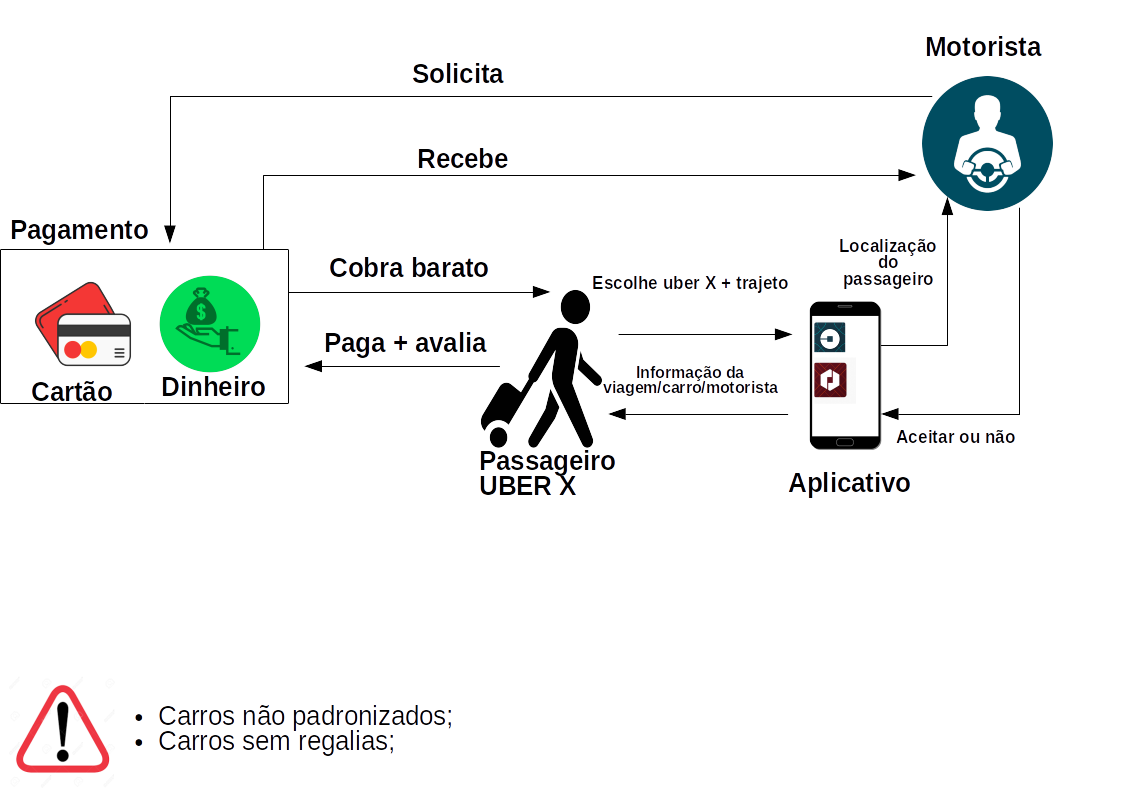 Motorista
Solicita
Recebe
Pagamento
Cobra barato
Localização
do
passageiro
Escolhe uber X + trajeto
Paga + avalia
Informação da
viagem/carro/motorista
Cartão
Dinheiro
Aceitar ou não
Passageiro
UBER X
Aplicativo
• Carros não padronizados;
• Carros sem regalias;